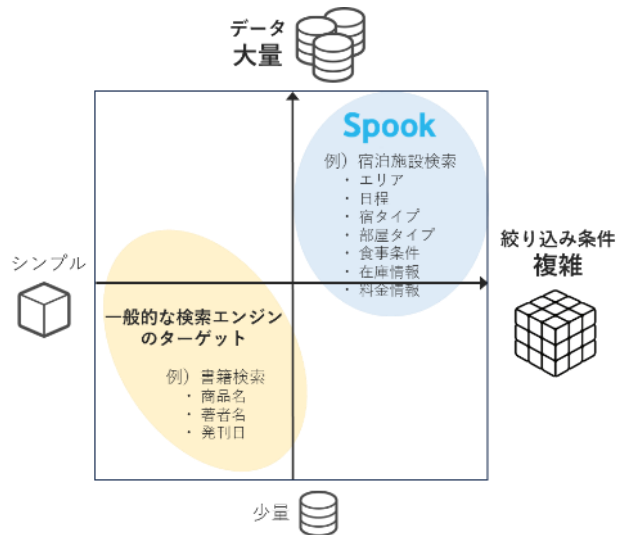 データ
大量
Spook
例）宿泊施設検索
・ エリア
・ 日程
・ 宿タイプ
・ 部屋タイプ
・ 食事条件
・ 在庫情報
・ 料金情報
絞り込み条件
複雑
シンプル
一般的な検索エンジン
のターゲット
例）書籍検索
・ 商品名
・ 著者名
・ 発刊日
少量